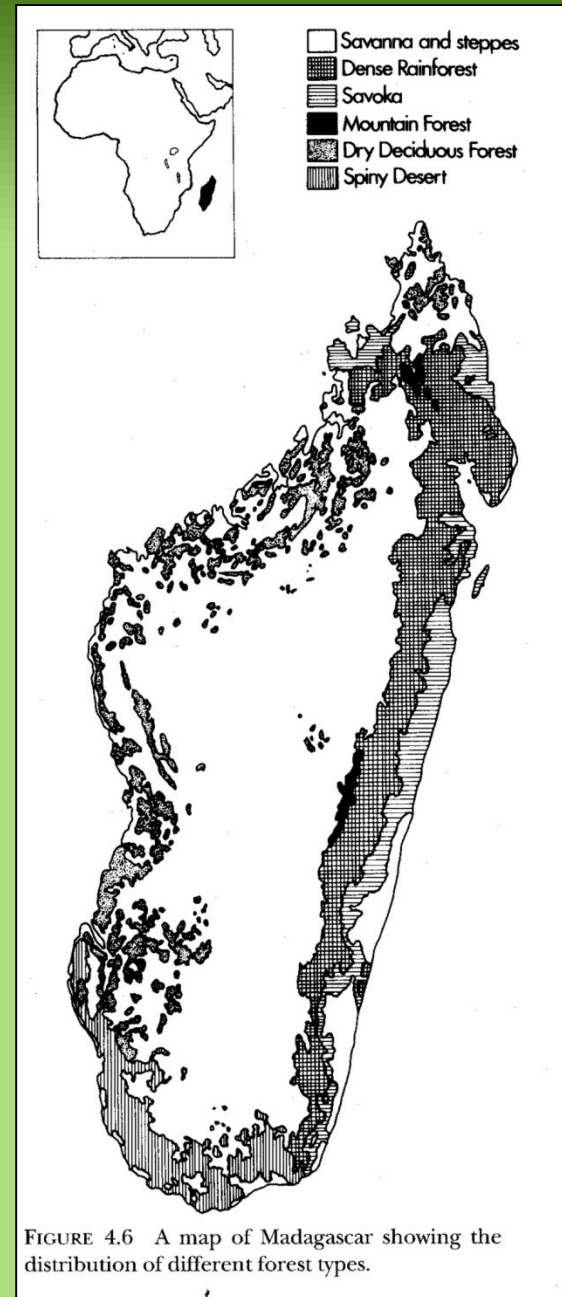 Savanna and steppes
Dense Rainforest
Savoka
Mountain Forest
Dry Deciduous Forest
Spiny Desert
FIGURE 4.6 A map of Madagascar showing the
distribution of different forest types.